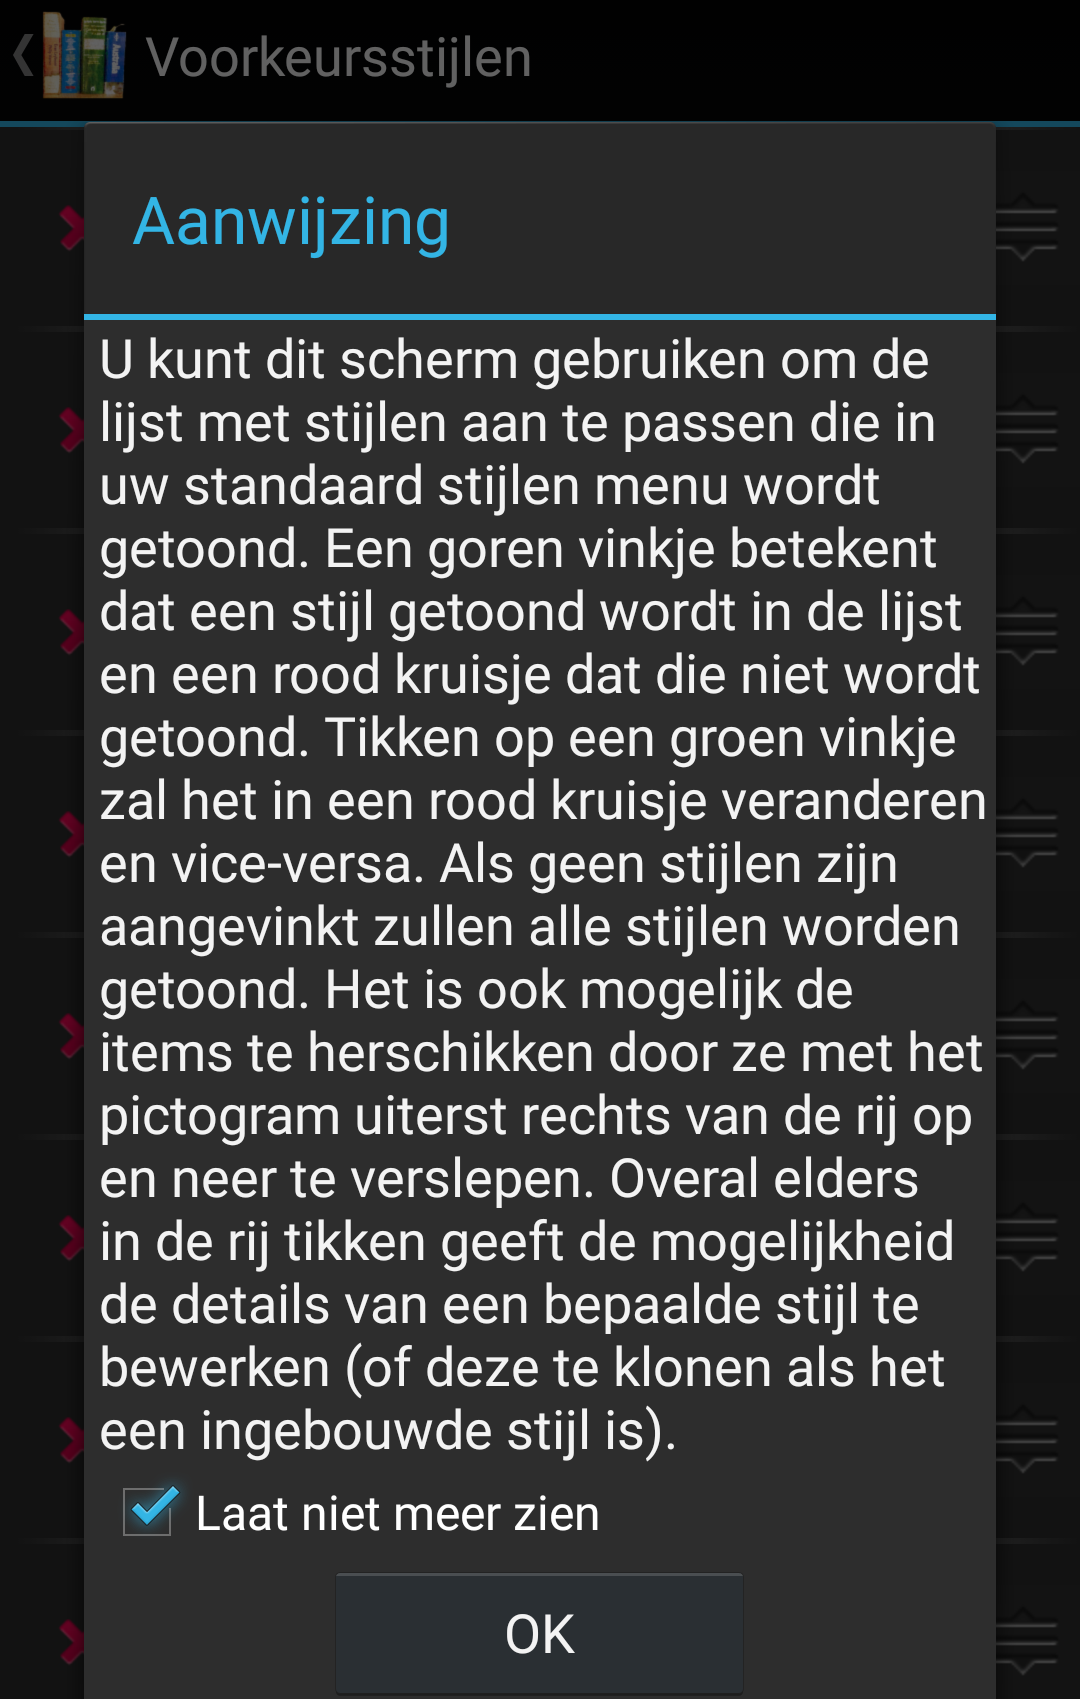 Voorkeursstijlen
Aanwijzing
U kunt dit scherm gebruiken om de
lijst met stijlen aan te passen die in
uw standaard stijlen menu wordt
getoond. Een goren vinkje betekent
dat een stijl getoond wordt in de lijst
en een rood kruisje dat die niet wordt
getoond. Tikken op een groen vinkje
zal het in een rood kruisje veranderen
en vice-versa. Als geen stijlen zijn
aangevinkt zullen alle stijlen worden
getoond. Het is ook mogelijk de
items te herschikken door ze met het
pictogram uiterst rechts van de rij op
en neer te verslepen. Overal elders
in de rij tikken geeft de mogelijkheid
de details van een bepaalde stijl te
bewerken (of deze te klonen als het
een ingebouwde stijl is).
Laat niet meer zien
OK